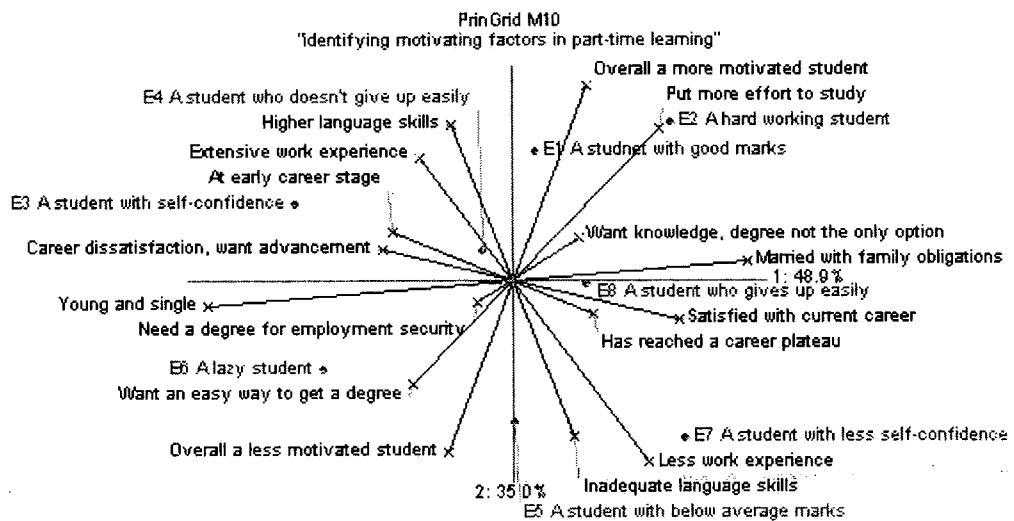 PrinGrid M10
"identifying motivating factors in part-time learning"
Overall a more motivated student
E4 A student who doesn't give up easily
Put more effort to study
Higher language skills
E2 A hard working student
Extensive work experience
E1 A studnet with good marks
At early career stage
E3 A student with self-confidence
Want knowledge, degree not the only option
Career dissatisfaction, want advancement
Married with family obligations
1: 48.9%
E8 A student who gives up easily
Young and single
Satisfied with current career
Need a degree for employment security
Has reached a career plateau
E6 A lazy student
Want an easy way to get a degree
E7 A student with less self-confidence
Overall a less motivated student
Less work experience
Inadequate language skills
2: 35.0%
E5 A student with below average marks